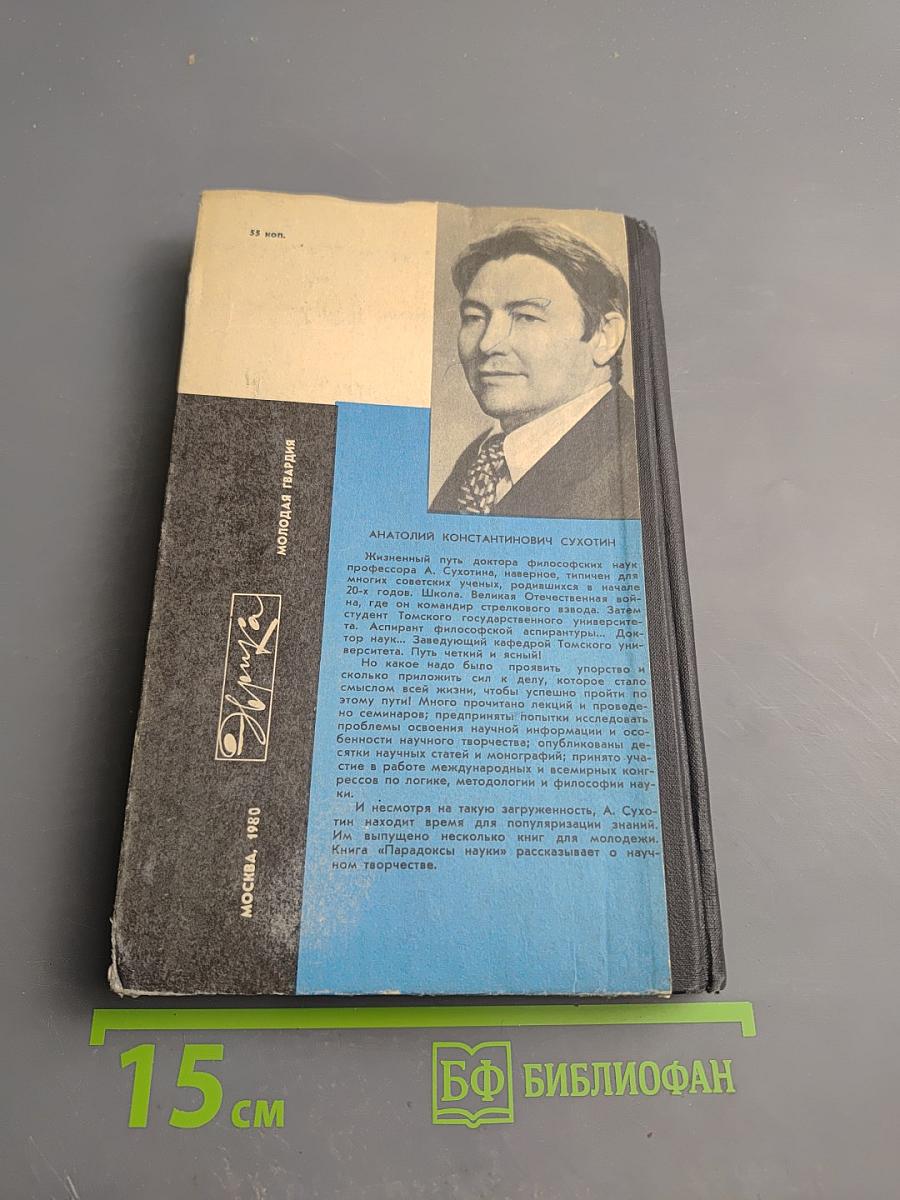 55 коп.
МОЛОДАЯ ГВАРДИЯ
Эврика
МОСКВА, 1980
АНАТОЛИЙ КОНСТАНТИНОВИЧ СУХОТИН
Жизненный путь доктора философских наук
профессора А. Сухотина, наверное, типичен для
многих советских ученых, родившихся в начале
20-х годов. Школа. Великая Отечественная вой-
на, где он командир стрелкового взвода. Затем
студент Томского государственного университе-
та. Аспирант философской аспирантуры... Док-
тор наук... Заведующий кафедрой Томского уни-
верситета. Путь четкий и ясный!
Но какое надо было проявить упорство и
сколько приложить сил к делу, которое стало
смыслом всей жизни, чтобы успешно пройти по
этому пути! Много прочитано лекций и проведе-
но семинаров; предприняты попытки исследовать
проблемы освоения научной информации и осо-
бенности научного творчества; опубликованы де-
сятки научных статей и монографий; принято уча-
стие в работе международных и всемирных конг-
рессов по логике, методологии и философии нау-
ки.
И несмотря на такую загруженность, А. Сухо-
тин находит время для популяризации знаний.
Им выпущено несколько книг для молодежи.
Книга «Парадоксы науки» рассказывает о науч-
ном творчестве.
15 см
БФ БИБЛИОФАН